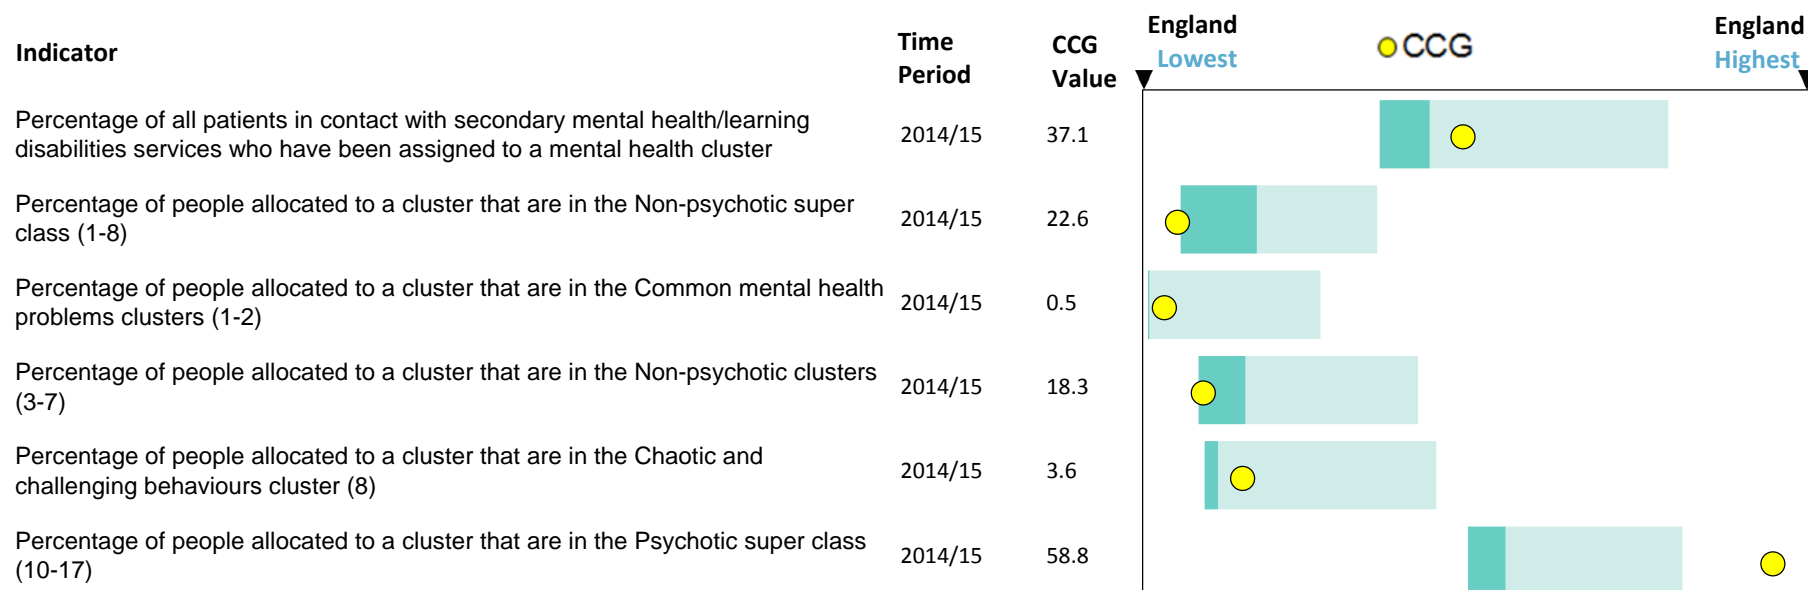 Indicator
Time
Period
CCG
Value
England
Lowest
CCG
England
Highest
Percentage of all patients in contact with secondary mental health/learning
disabilities services who have been assigned to a mental health cluster
2014/15
37.1
Percentage of people allocated to a cluster that are in the Non-psychotic super
class (1-8)
2014/15
22.6
Percentage of people allocated to a cluster that are in the Common mental health
problems clusters (1-2)
2014/15
0.5
Percentage of people allocated to a cluster that are in the Non-psychotic clusters
(3-7)
2014/15
18.3
Percentage of people allocated to a cluster that are in the Chaotic and
challenging behaviours cluster (8)
2014/15
3.6
Percentage of people allocated to a cluster that are in the Psychotic super class
(10-17)
2014/15
58.8